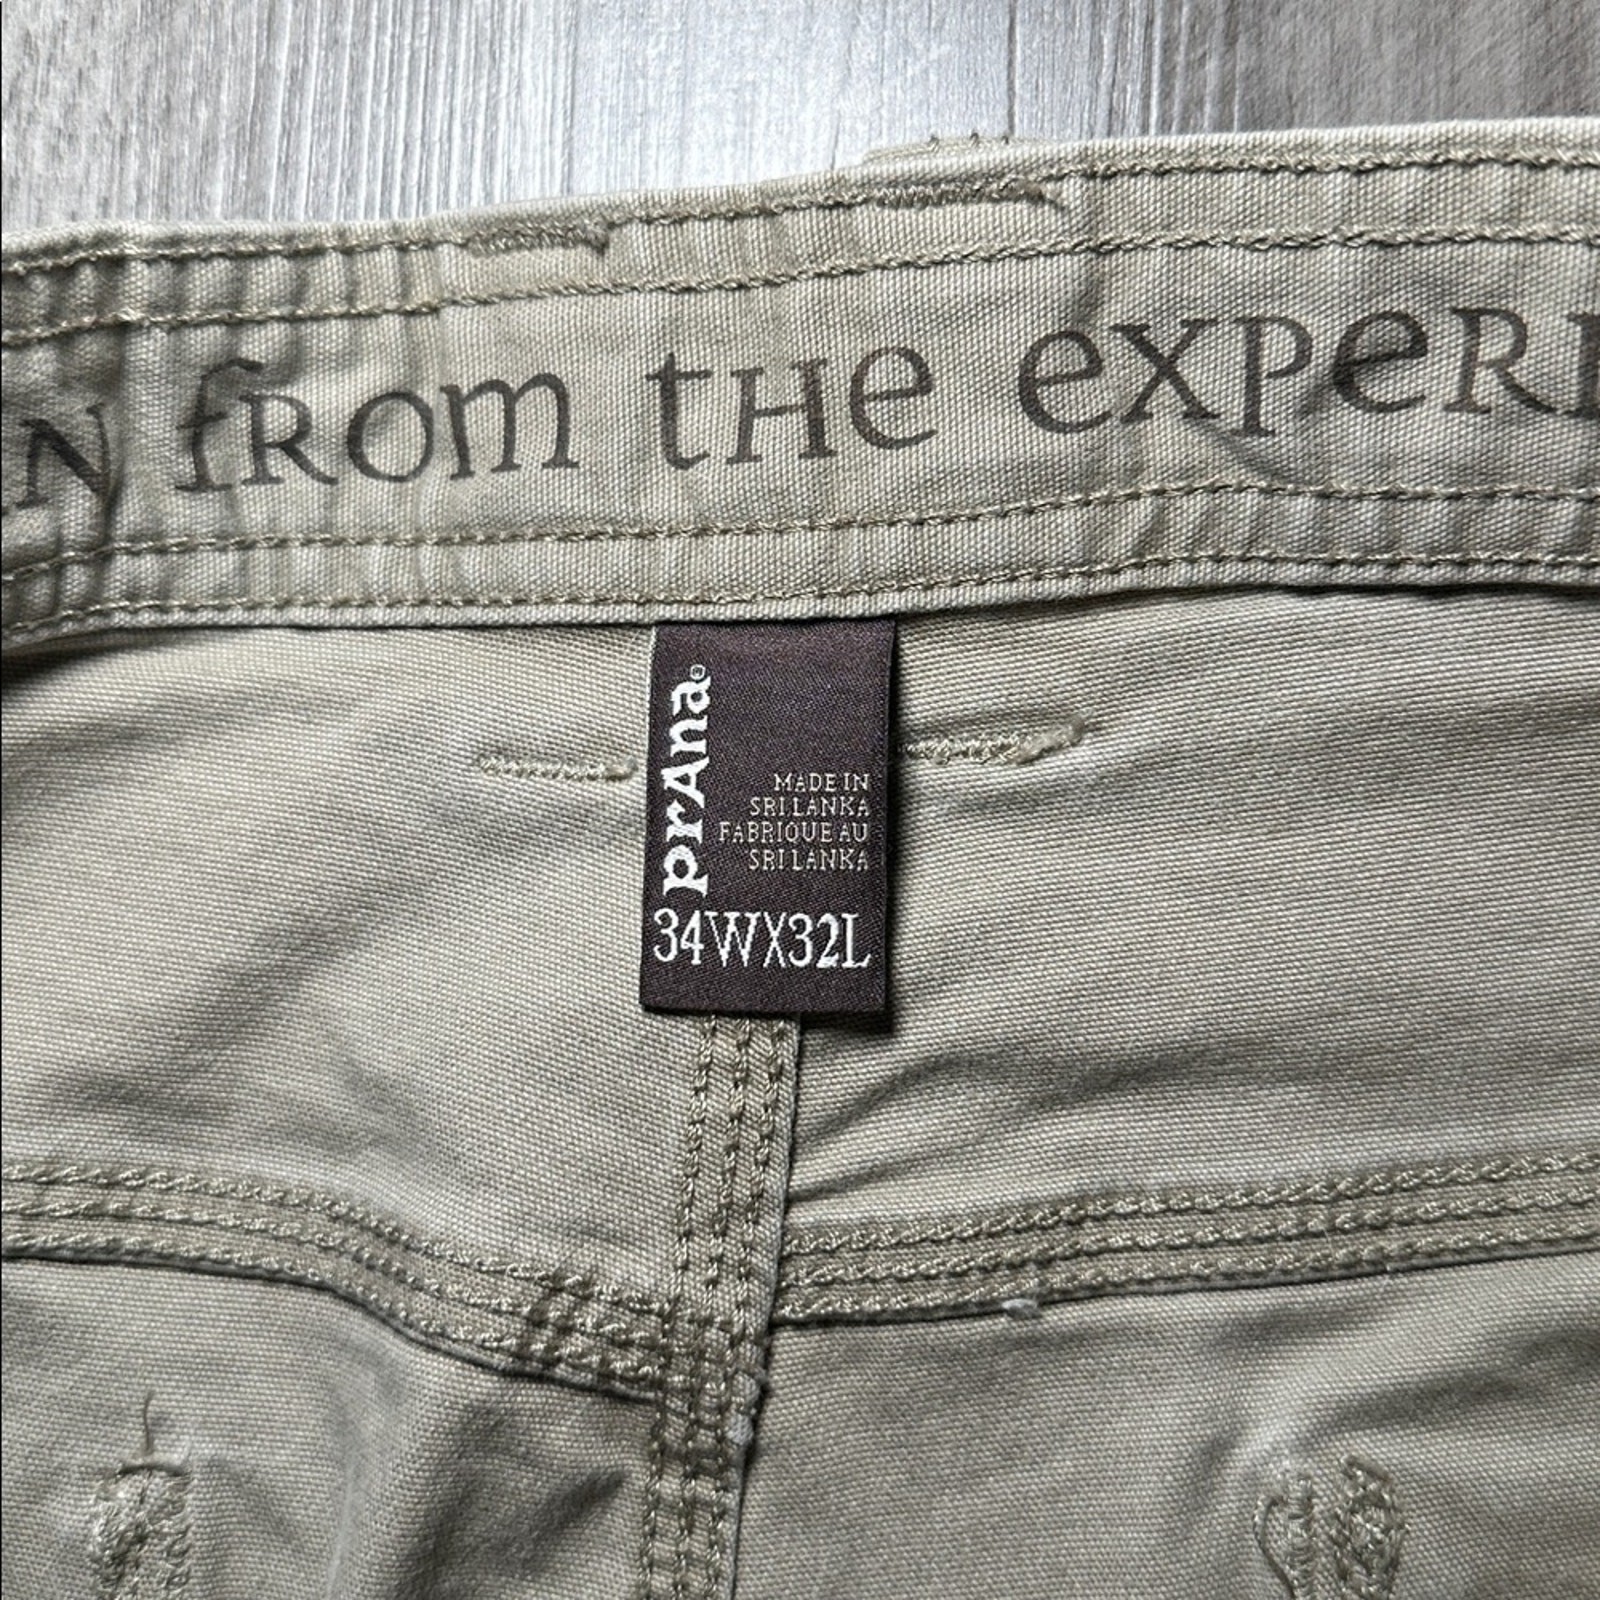 from tHe experi
prAna®
MADE IN
SRI LANKA
FABRIQUE AU
SRI LANKA
34WX32L